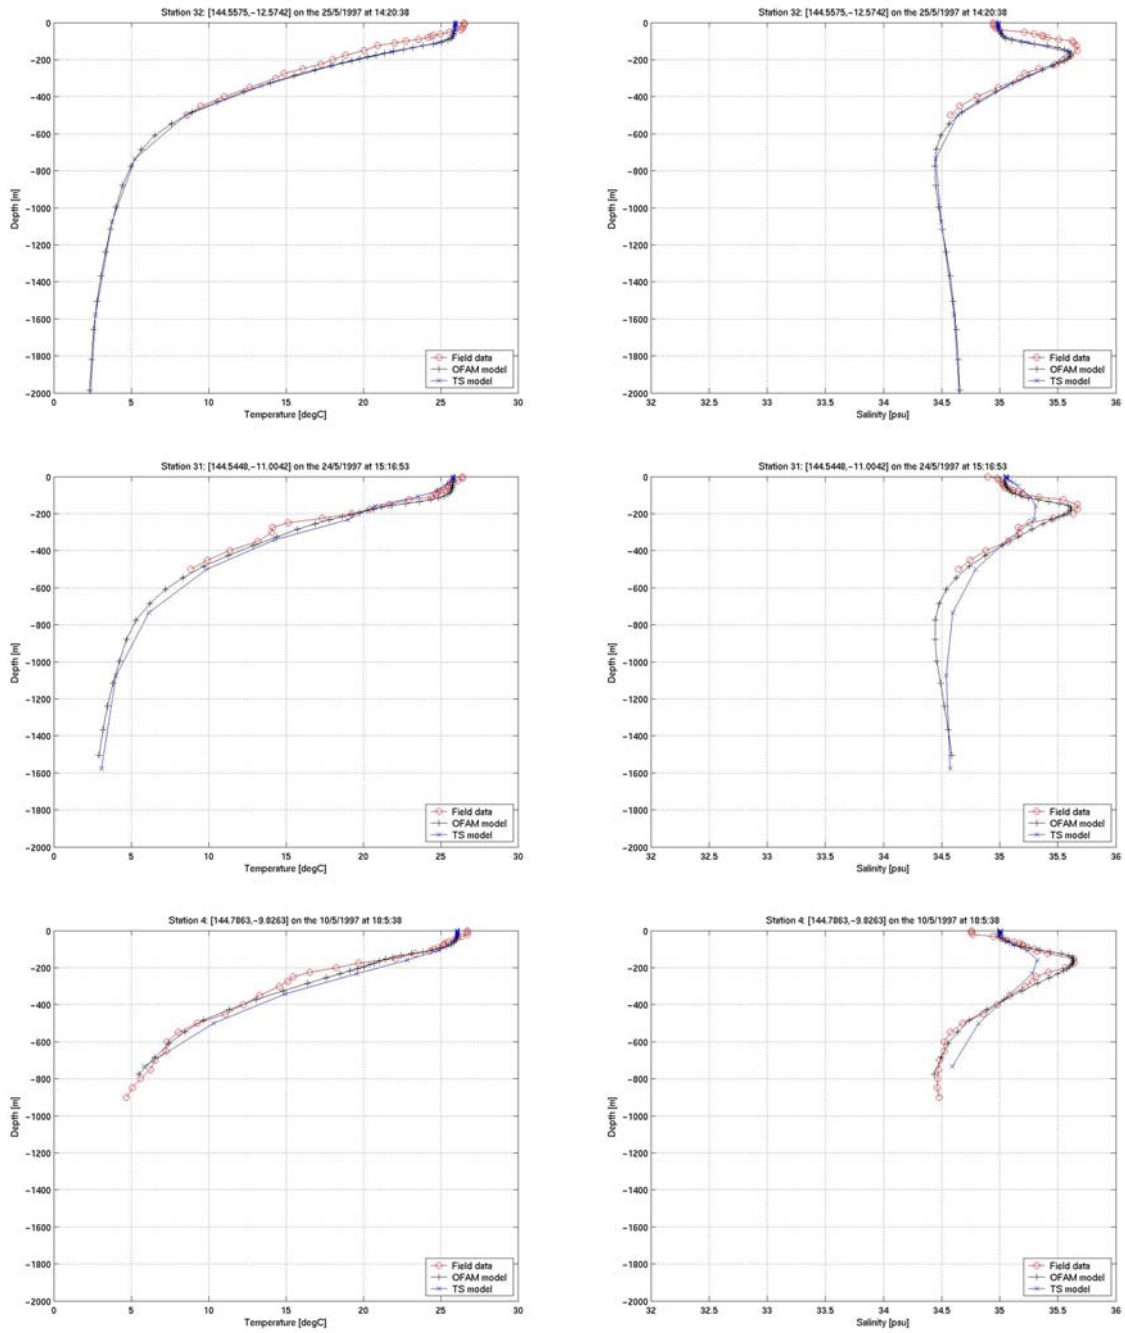 Station 32: [144.5575,-12.5742] on the 25/5/1997 at 14:20:38
0
-200
-400
-600
-800
-1000
-1200
-1400
-1600
-1800
-2000
Depth [m]
0 5 10 15 20 25 30
Temperature [degC]
Field data
OFAM model
TS model
Station 32: [144.5575,-12.5742] on the 25/5/1997 at 14:20:38
0
-200
-400
-600
-800
-1000
-1200
-1400
-1600
-1800
-2000
Depth [m]
32 32.5 33 33.5 34 34.5 35 35.5 36
Salinity [psu]
Field data
OFAM model
TS model
Station 31: [144.5448,-11.0042] on the 24/5/1997 at 15:16:53
0
-200
-400
-600
-800
-1000
-1200
-1400
-1600
-1800
-2000
Depth [m]
0 5 10 15 20 25 30
Temperature [degC]
Field data
OFAM model
TS model
Station 31: [144.5448,-11.0042] on the 24/5/1997 at 15:16:53
0
-200
-400
-600
-800
-1000
-1200
-1400
-1600
-1800
-2000
Depth [m]
32 32.5 33 33.5 34 34.5 35 35.5 36
Salinity [psu]
Field data
OFAM model
TS model
Station 4: [144.7863,-9.8263] on the 10/5/1997 at 18:5:38
0
-200
-400
-600
-800
-1000
-1200
-1400
-1600
-1800
-2000
Depth [m]
0 5 10 15 20 25 30
Temperature [degC]
Field data
OFAM model
TS model
Station 4: [144.7863,-9.8263] on the 10/5/1997 at 18:5:38
0
-200
-400
-600
-800
-1000
-1200
-1400
-1600
-1800
-2000
Depth [m]
32 32.5 33 33.5 34 34.5 35 35.5 36
Salinity [psu]
Field data
OFAM model
TS model